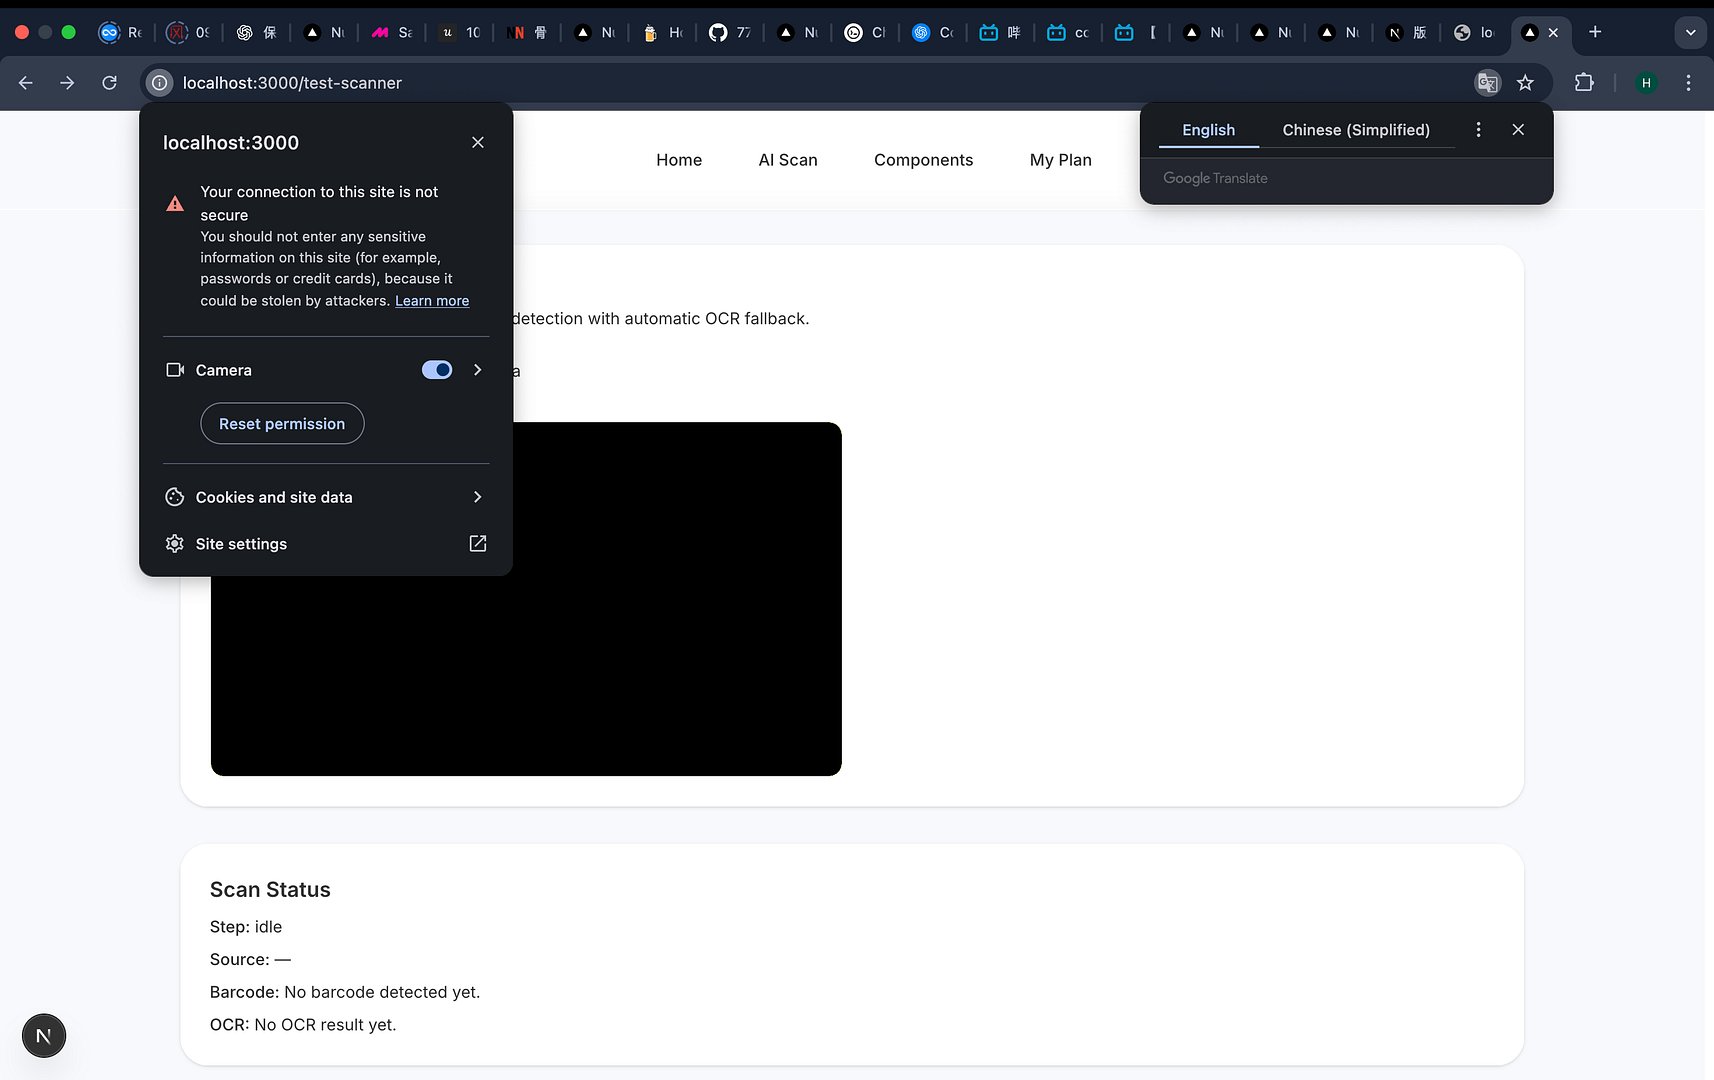 Re
09
保
Nu
Sa
u
10
NN
骨
Nu
Ho
77
Nu
Ch
Co
哔
cc
【
Nu
Nu
Nu
N
版
lo
localhost:3000/test-scanner
H
localhost:3000
Your connection to this site is not
secure
You should not enter any sensitive
information on this site (for example,
passwords or credit cards), because it
could be stolen by attackers. Learn more
Camera
Reset permission
Cookies and site data
Site settings
Home
AI Scan
Components
My Plan
English
Chinese (Simplified)
Google Translate
detection with automatic OCR fallback.
a
Scan Status
Step: idle
Source: —
Barcode: No barcode detected yet.
OCR: No OCR result yet.
N